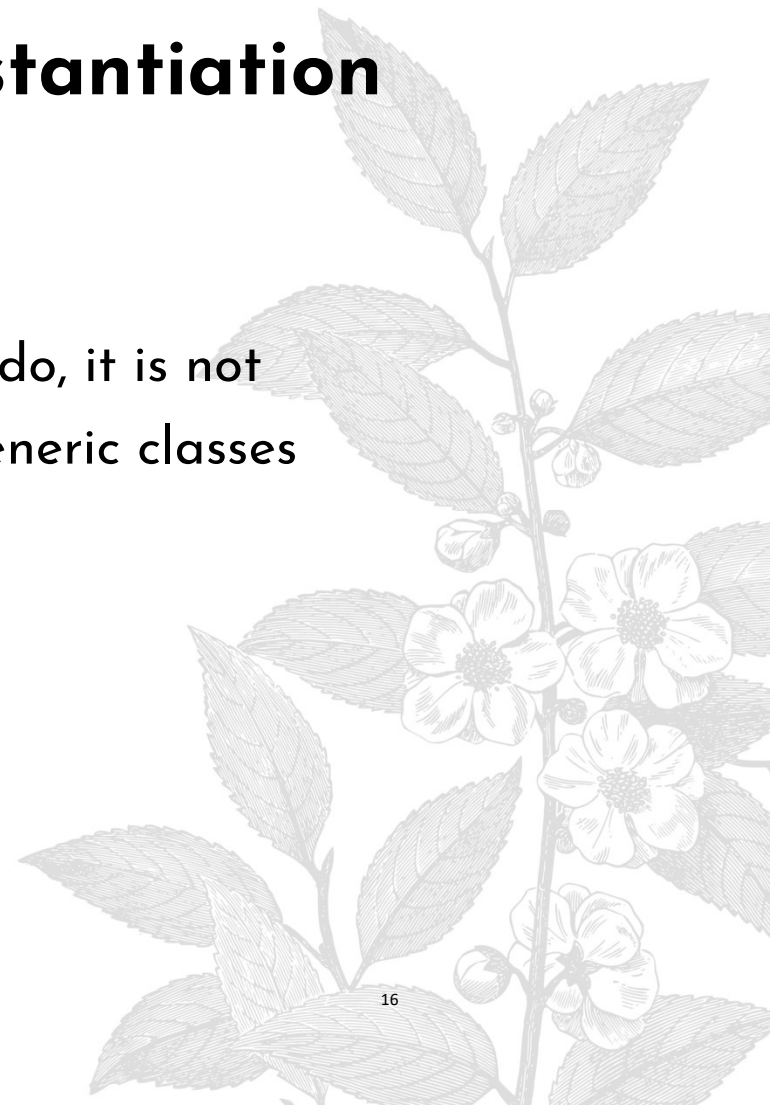 stantiation
do, it is not
eneric classes
16